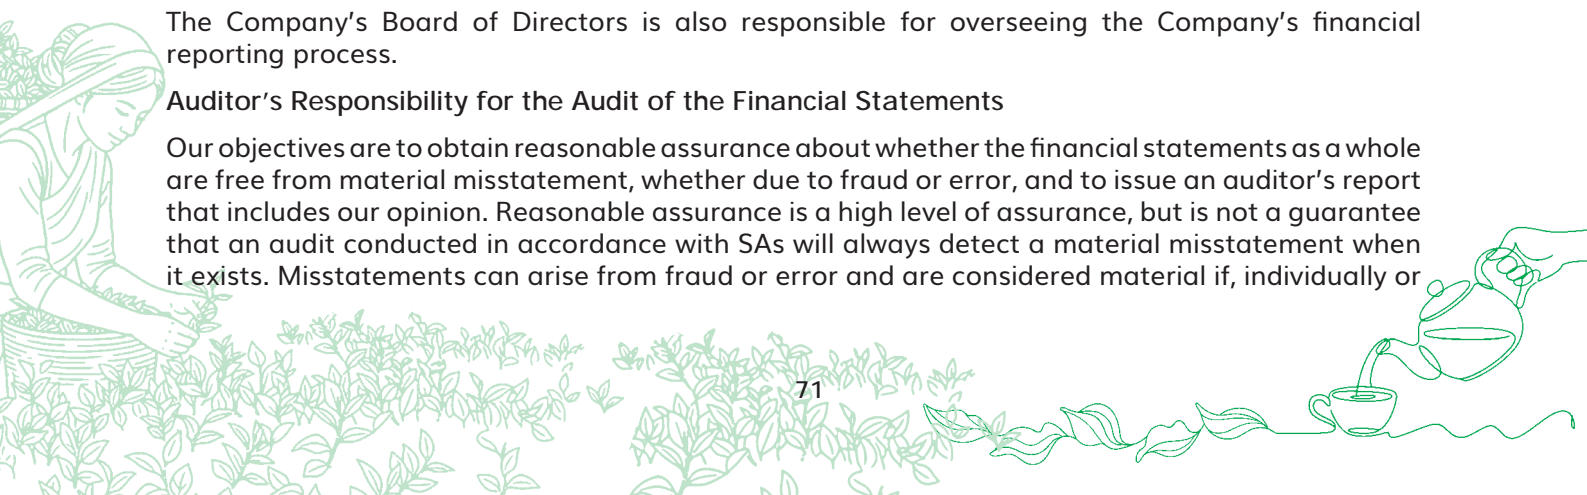 The Company’s Board of Directors is also responsible for overseeing the Company’s financial
reporting process.
Auditor’s Responsibility for the Audit of the Financial Statements
Our objectives are to obtain reasonable assurance about whether the financial statements as a whole
are free from material misstatement, whether due to fraud or error, and to issue an auditor’s report
that includes our opinion. Reasonable assurance is a high level of assurance, but is not a guarantee
that an audit conducted in accordance with SAs will always detect a material misstatement when
it exists. Misstatements can arise from fraud or error and are considered material if, individually or
71